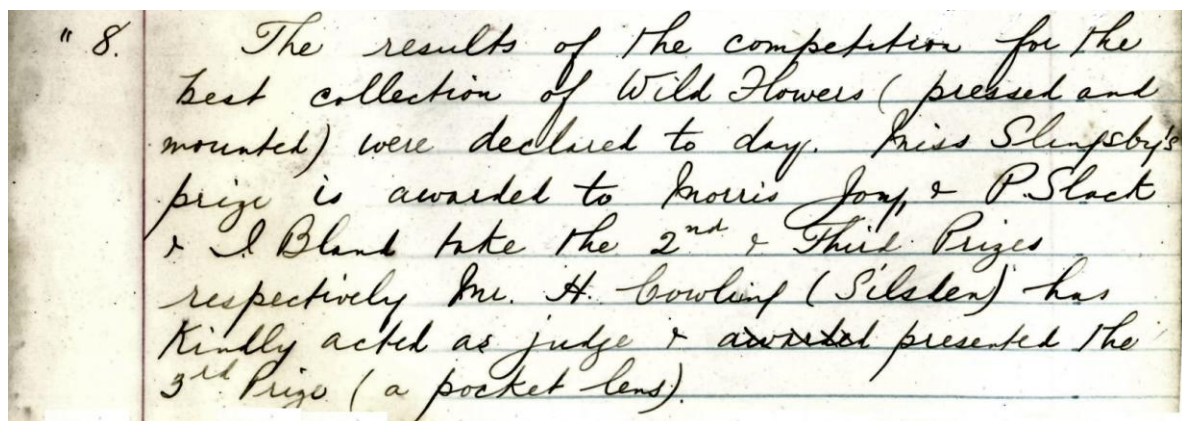 " 8. The results of the competition for the
best collection of Wild Flowers ( pressed and
mounted) were declared to day. Miss Slingsby's
prize is awarded to Morris & P. Slack
& I Bland take the 2nd & Third Prizes
respectively Mr. H. Cowling (Silsden) has
Kindly acted as judge & awarded presented the
3rd Prize (a pocket lens).